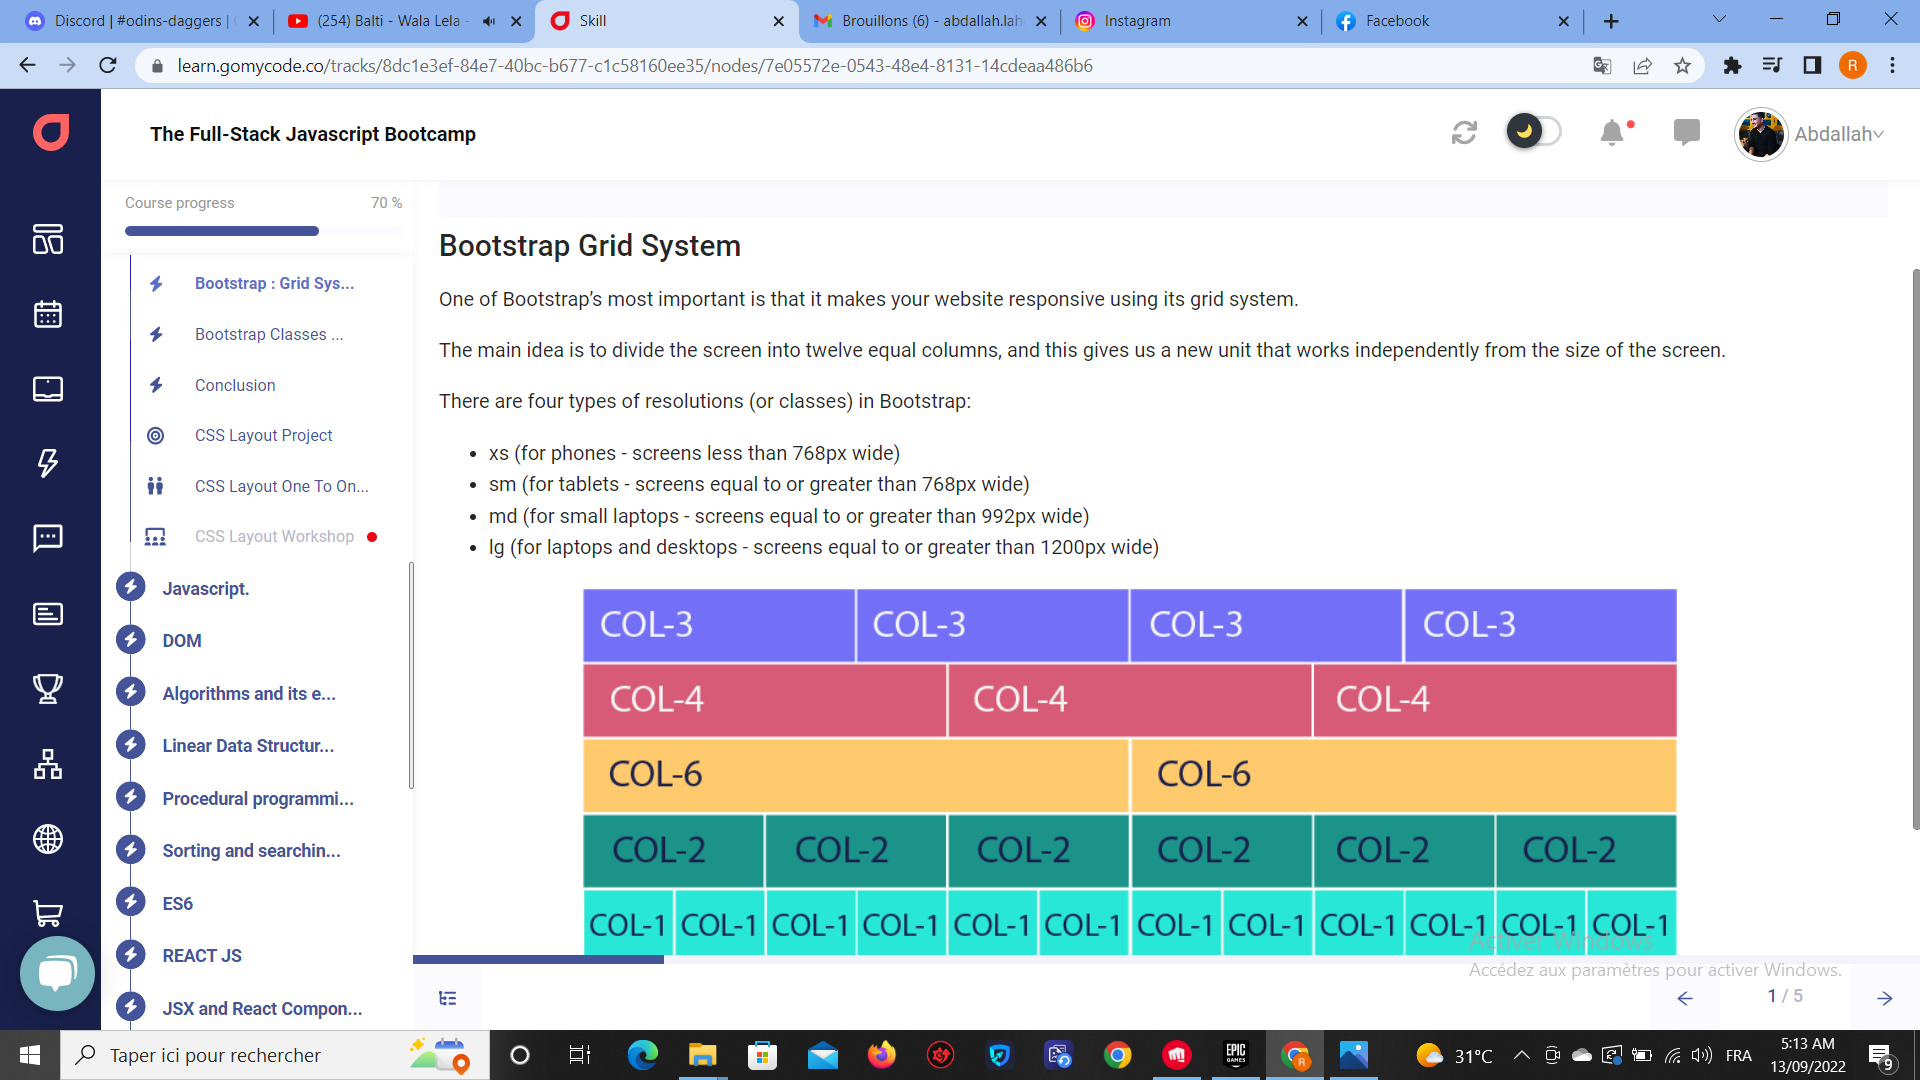 Discord | #odins-daggers |
(254) Balti - Wala Lela -
Skill
Brouillons (6) - abdallah.lah
Instagram
Facebook
learn.gomycode.co/tracks/8dc1e3ef-84e7-40bc-b677-c1c58160ee35/nodes/7e05572e-0543-48e4-8131-14cdeaa486b6
R
The Full-Stack Javascript Bootcamp
Abdallah
Course progress 70 %
Bootstrap : Grid Sys...
Bootstrap Classes ...
Conclusion
CSS Layout Project
CSS Layout One To On...
CSS Layout Workshop
Javascript.
DOM
Algorithms and its e...
Linear Data Structur...
Procedural programmi...
Sorting and searchin...
ES6
REACT JS
JSX and React Compon...
Bootstrap Grid System
One of Bootstrap’s most important is that it makes your website responsive using its grid system.
The main idea is to divide the screen into twelve equal columns, and this gives us a new unit that works independently from the size of the screen.
There are four types of resolutions (or classes) in Bootstrap:
• xs (for phones - screens less than 768px wide)
• sm (for tablets - screens equal to or greater than 768px wide)
• md (for small laptops - screens equal to or greater than 992px wide)
• lg (for laptops and desktops - screens equal to or greater than 1200px wide)
COL-3 COL-3 COL-3 COL-3
COL-4 COL-4 COL-4
COL-6 COL-6
COL-2 COL-2 COL-2 COL-2 COL-2 COL-2
COL-1 COL-1 COL-1 COL-1 COL-1 COL-1 COL-1 COL-1 COL-1 COL-1 COL-1 COL-1
Activer Windows
Accédez aux paramètres pour activer Windows.
1 / 5
Taper ici pour rechercher
EPIC GAMES
R
31°C
FRA
5:13 AM
13/09/2022
9